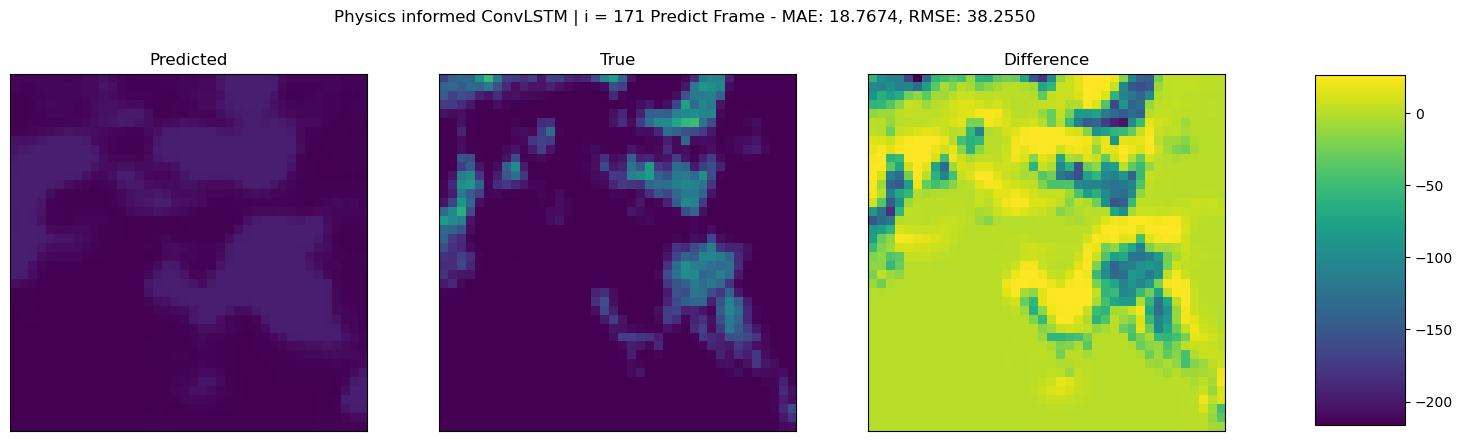 Physics informed ConvLSTM | i = 171 Predict Frame - MAE: 18.7674, RMSE: 38.2550
Predicted
True
Difference
0
−50
−100
−150
−200